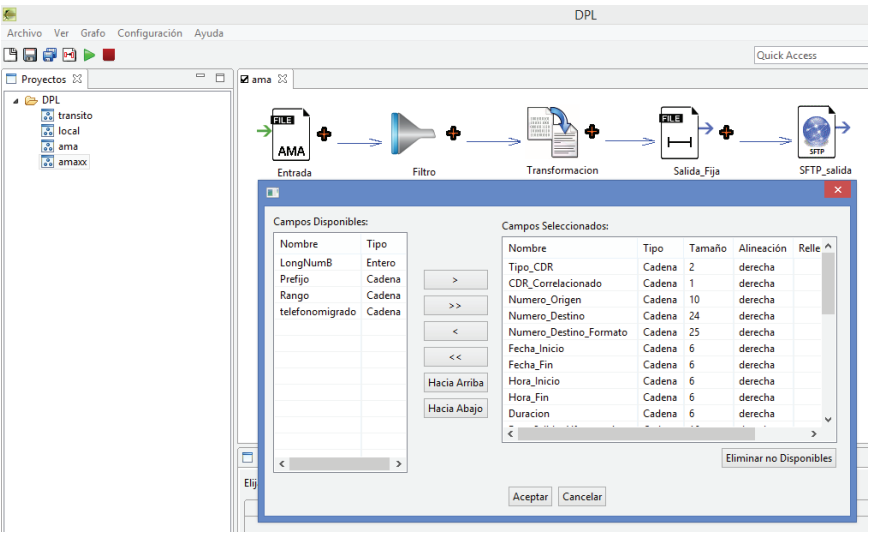 DPL
Archivo Ver Grafo Configuración Ayuda
Quick Access
Proyectos
ama
DPL
transito
local
ama
amaxx
FILE
AMA
FILE
SFTP
Entrada Filtro Transformacion Salida_Fija SFTP_salida
Campos Disponibles:
Nombre Tipo
LongNumB Entero
Prefijo Cadena
Rango Cadena
telefonomigrado Cadena
>
>>
<
<<
Hacia Arriba
Hacia Abajo
Campos Seleccionados:
Nombre Tipo Tamaño Alineación Relle
Tipo_CDR Cadena 2 derecha
CDR_Correlacionado Cadena 1 derecha
Numero_Origen Cadena 10 derecha
Numero_Destino Cadena 24 derecha
Numero_Destino_Formato Cadena 25 derecha
Fecha_Inicio Cadena 6 derecha
Fecha_Fin Cadena 6 derecha
Hora_Inicio Cadena 6 derecha
Hora_Fin Cadena 6 derecha
Duracion Cadena 6 derecha
Eliminar no Disponibles
Elij
Aceptar Cancelar